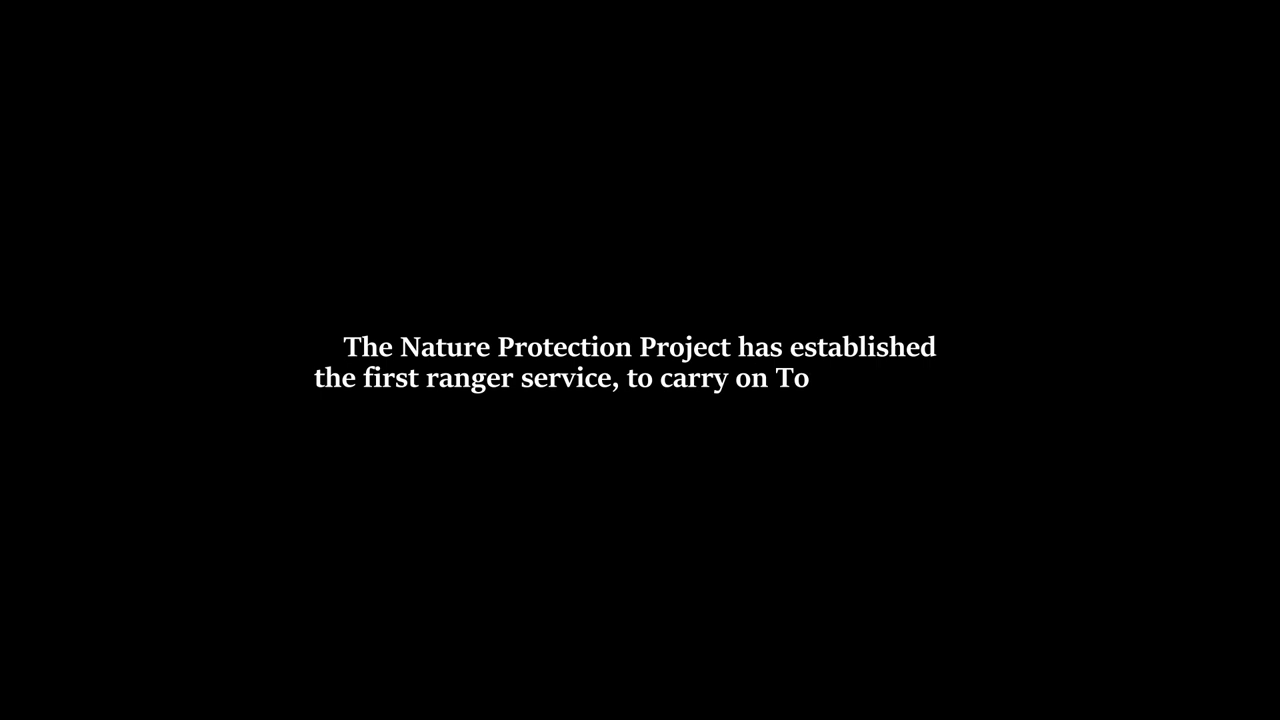 The Nature Protection Project has established
the first ranger service, to carry on To